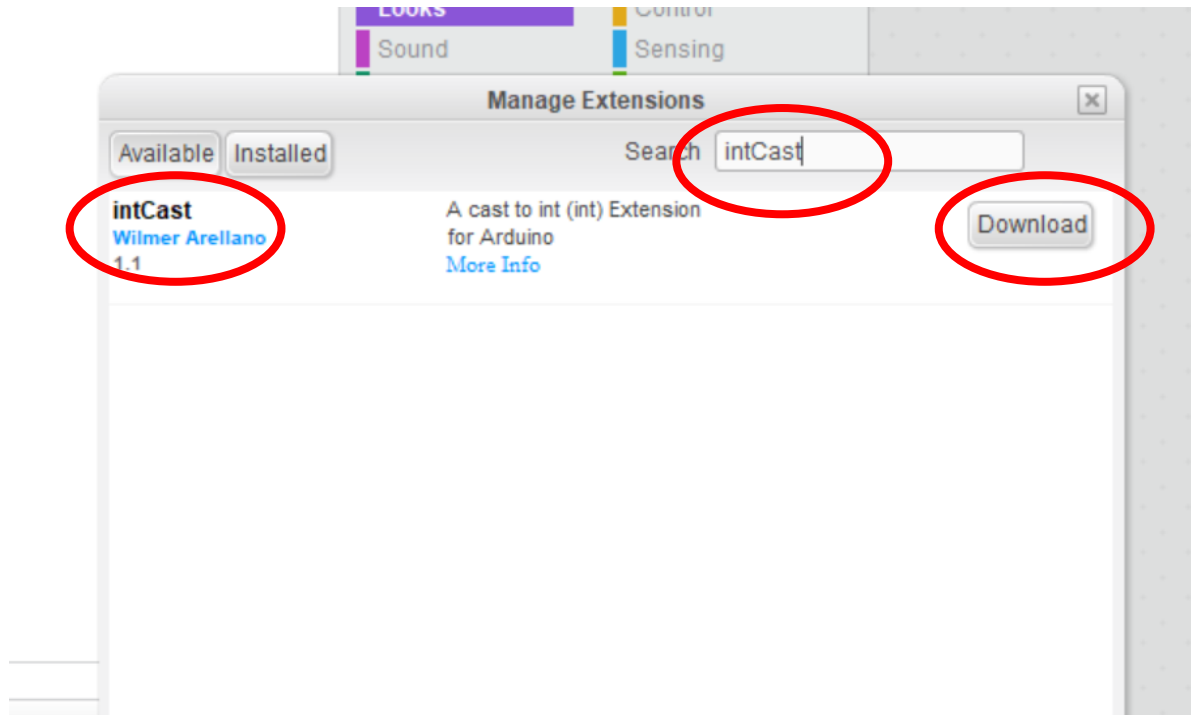 Looks
Control
Sound
Sensing
Manage Extensions
Available Installed Search intCast
intCast
Wilmer Arellano
1.1
A cast to int (int) Extension
for Arduino
More Info
Download